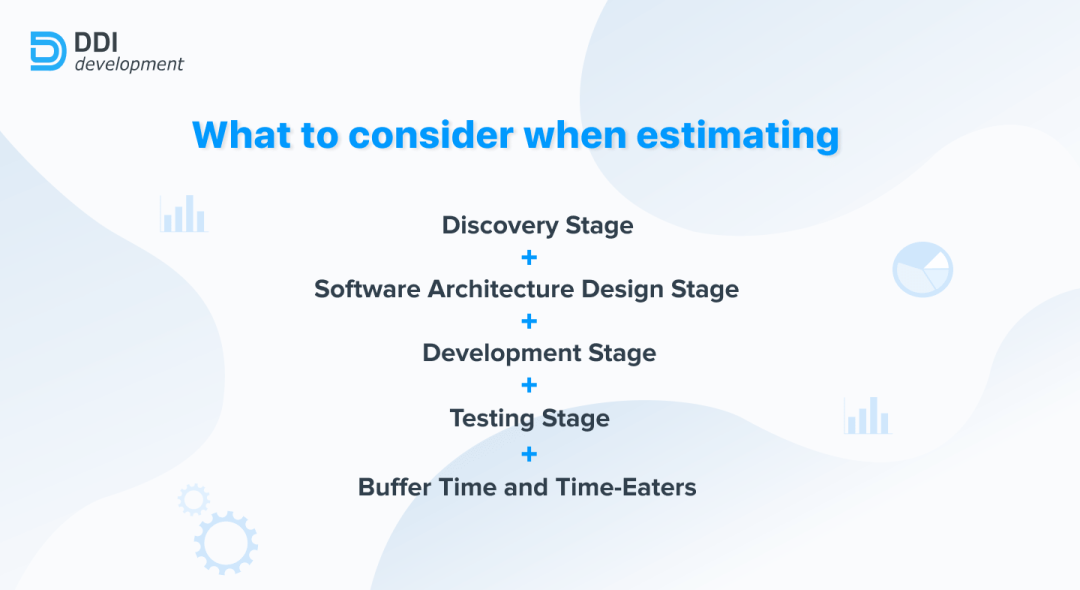 DDI
development
What to consider when estimating
Discovery Stage
+
Software Architecture Design Stage
+
Development Stage
+
Testing Stage
+
Buffer Time and Time-Eaters